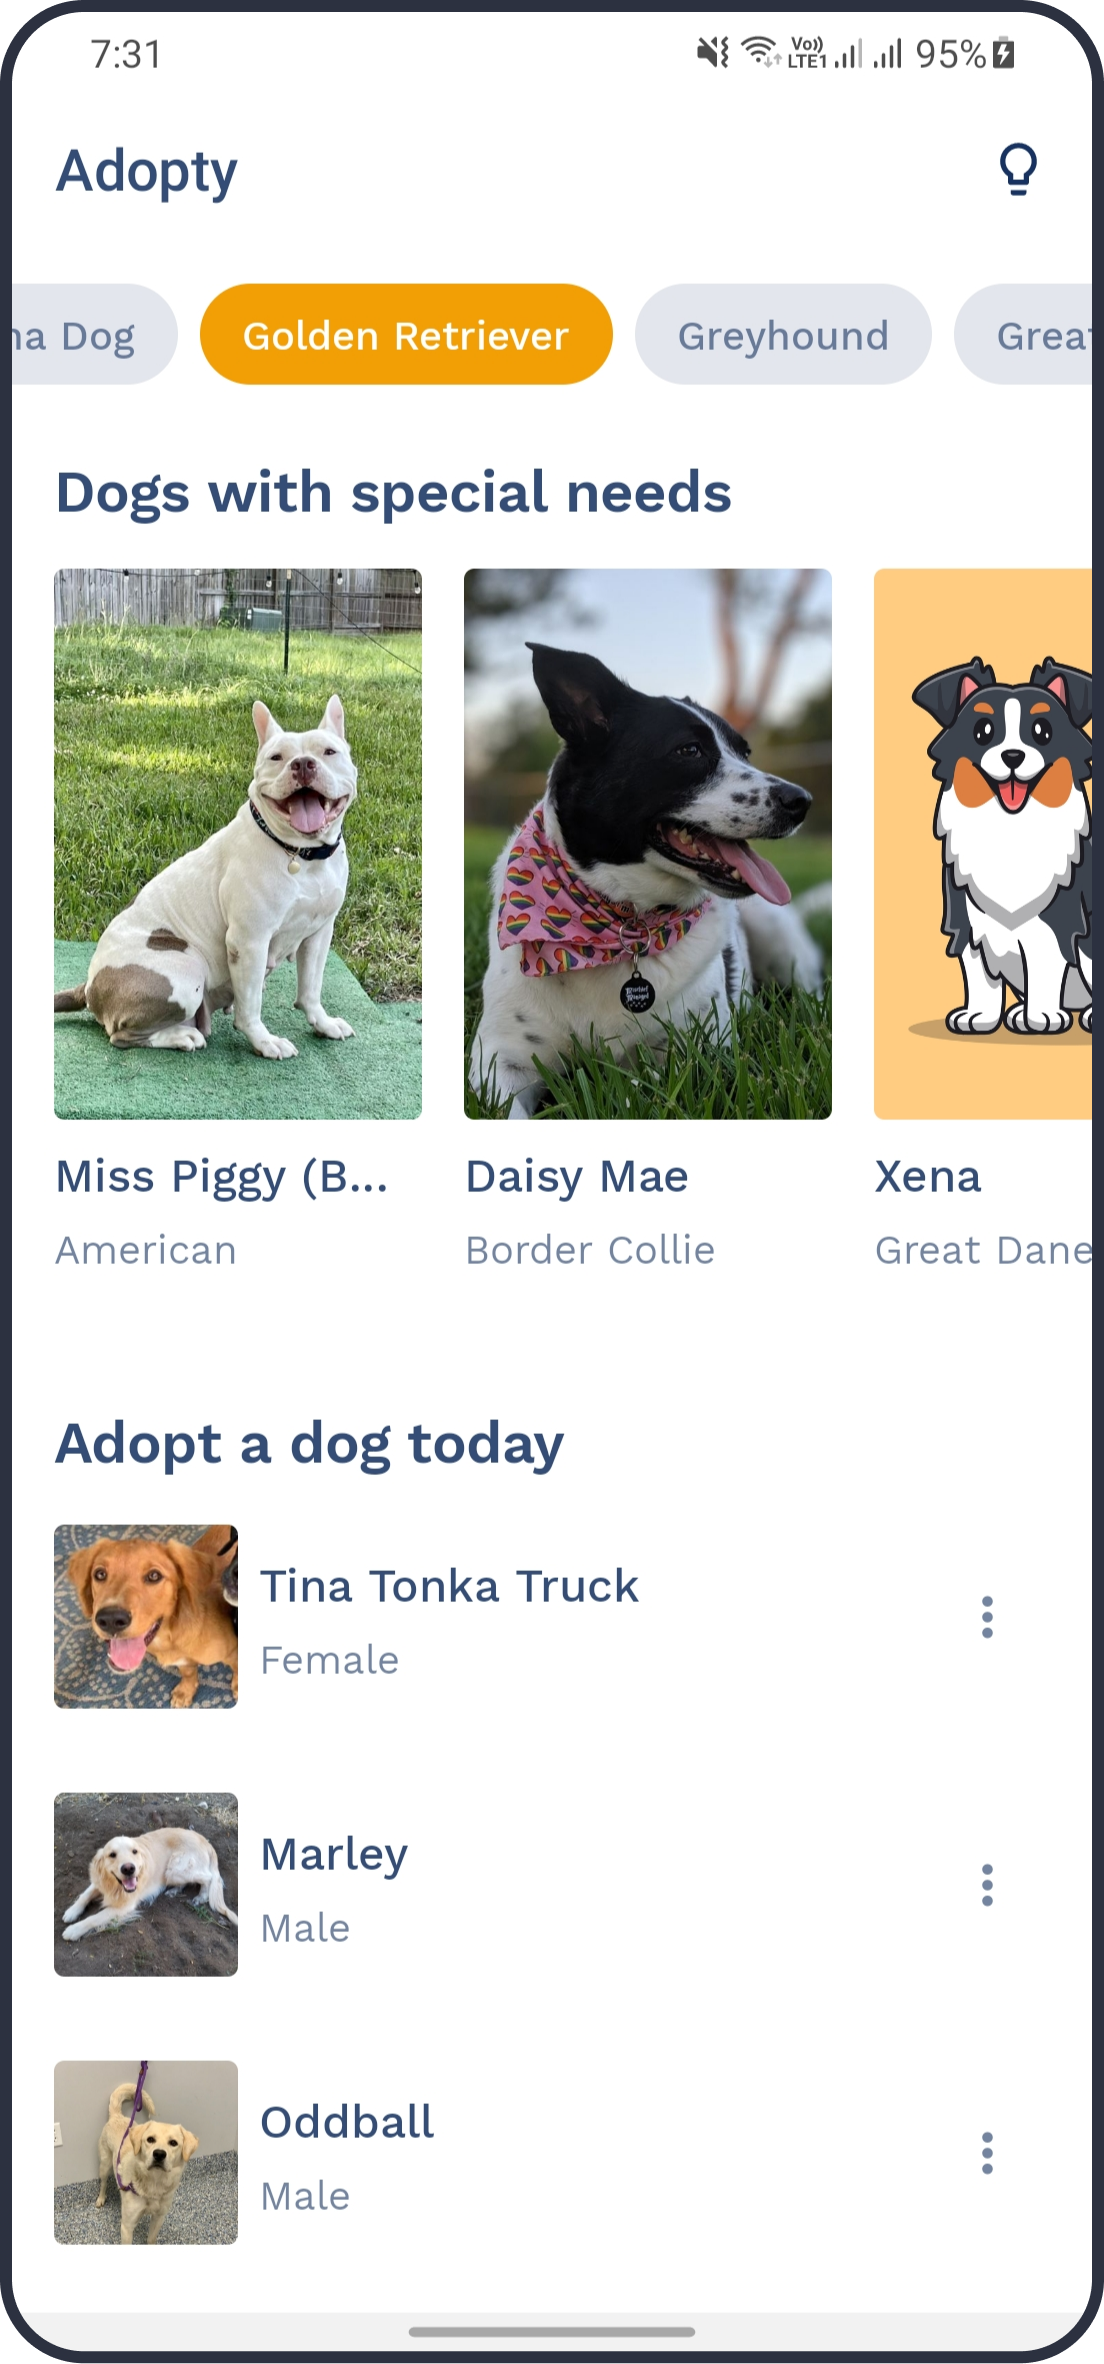 7:31
Vo))
LTE1
95%
Adopty
na Dog
Golden Retriever
Greyhound
Great
Dogs with special needs
Miss Piggy (B...
Daisy Mae
Xena
American
Border Collie
Great Dane
Adopt a dog today
Tina Tonka Truck
Female
Marley
Male
Oddball
Male